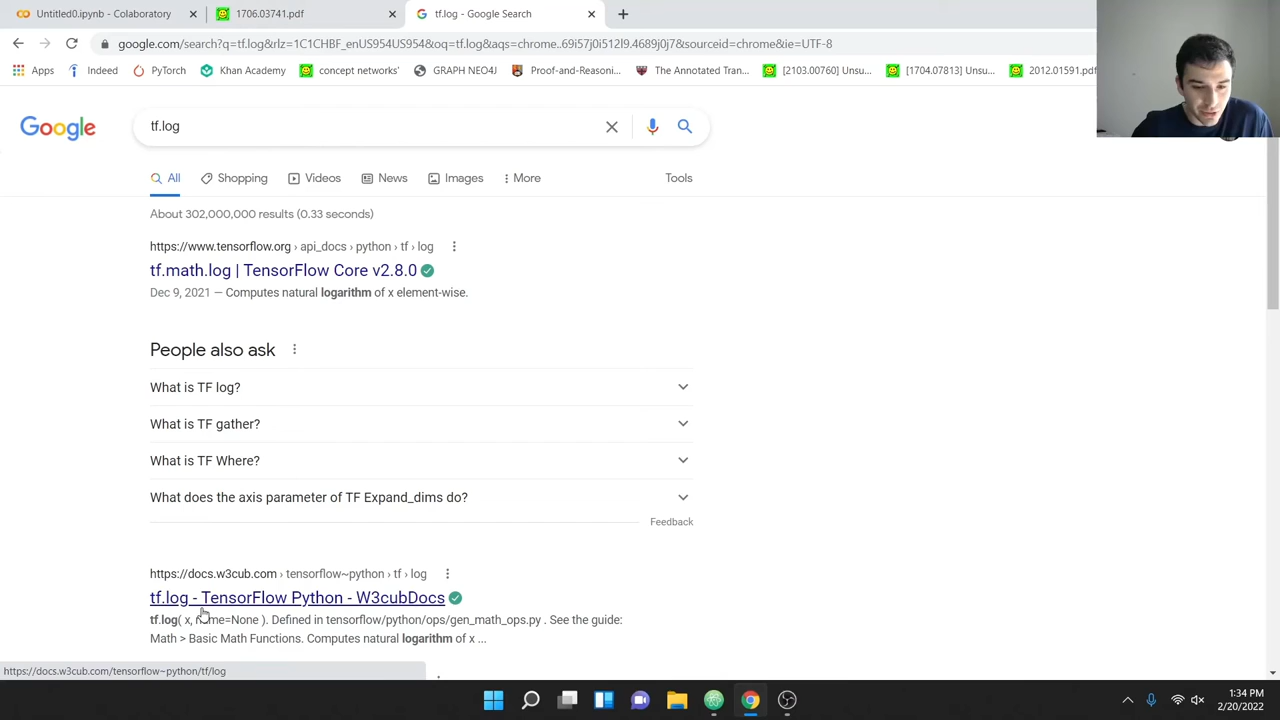 Untitled0.ipynb - Colaboratory
1706.03741.pdf
tf.log - Google Search
google.com/search?q=tf.log&rlz=1C1CHBF_enUS954US954&oq=tf.log&aqs=chrome..69i57j0i512l9.4689j0j7&sourceid=chrome&ie=UTF-8
Apps
Indeed
PyTorch
Khan Academy
concept networks'
GRAPH NEO4J
Proof-and-Reasoni...
The Annotated Tran...
[2103.00760] Unsu...
[1704.07813] Unsu...
2012.01591.pdf
Google
tf.log
All
Shopping
Videos
News
Images
More
Tools
About 302,000,000 results (0.33 seconds)
https://www.tensorflow.org › api_docs › python › tf › log
tf.math.log | TensorFlow Core v2.8.0
Dec 9, 2021 — Computes natural logarithm of x element-wise.
People also ask
What is TF log?
What is TF gather?
What is TF Where?
What does the axis parameter of TF Expand_dims do?
Feedback
https://docs.w3cub.com › tensorflow~python › tf › log
tf.log - TensorFlow Python - W3cubDocs
tf.log( x, name=None ). Defined in tensorflow/python/ops/gen_math_ops.py . See the guide:
Math > Basic Math Functions. Computes natural logarithm of x ...
https://docs.w3cub.com/tensorflow~python/tf/log
1:34 PM
2/20/2022